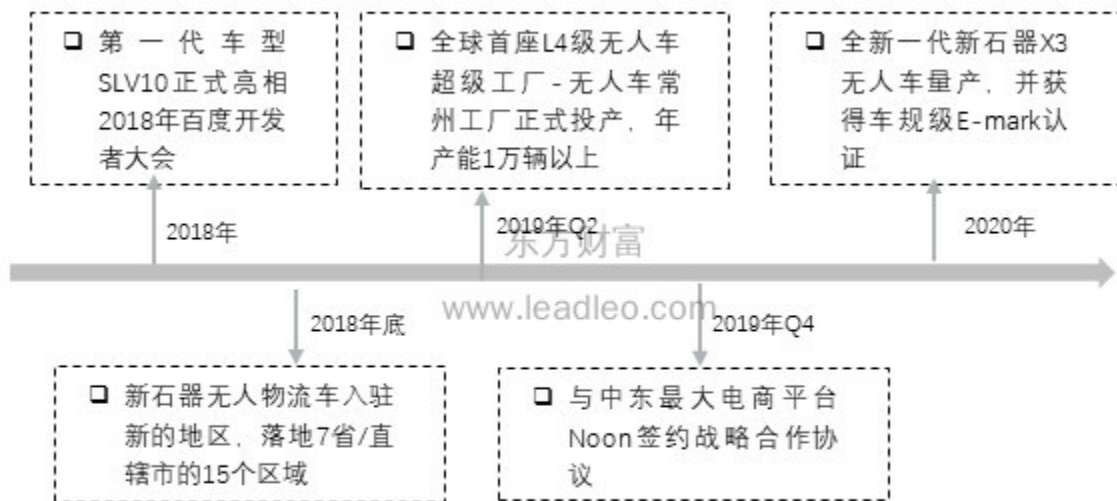 第一代车型
SLV10正式亮相
2018年百度开发
者大会
全球首座L4级无人车
超级工厂-无人车常
州工厂正式投产，年
产能1万辆以上
全新一代新石器X3
无人车量产，并获
得车规级E-mark认
证
2018年
2019年Q2
2020年
东方财富
www.leadleo.com
2018年底
2019年Q4
新石器无人物流车入驻
新的地区，落地7省/直
辖市的15个区域
与中东最大电商平台
Noon签约战略合作协
议